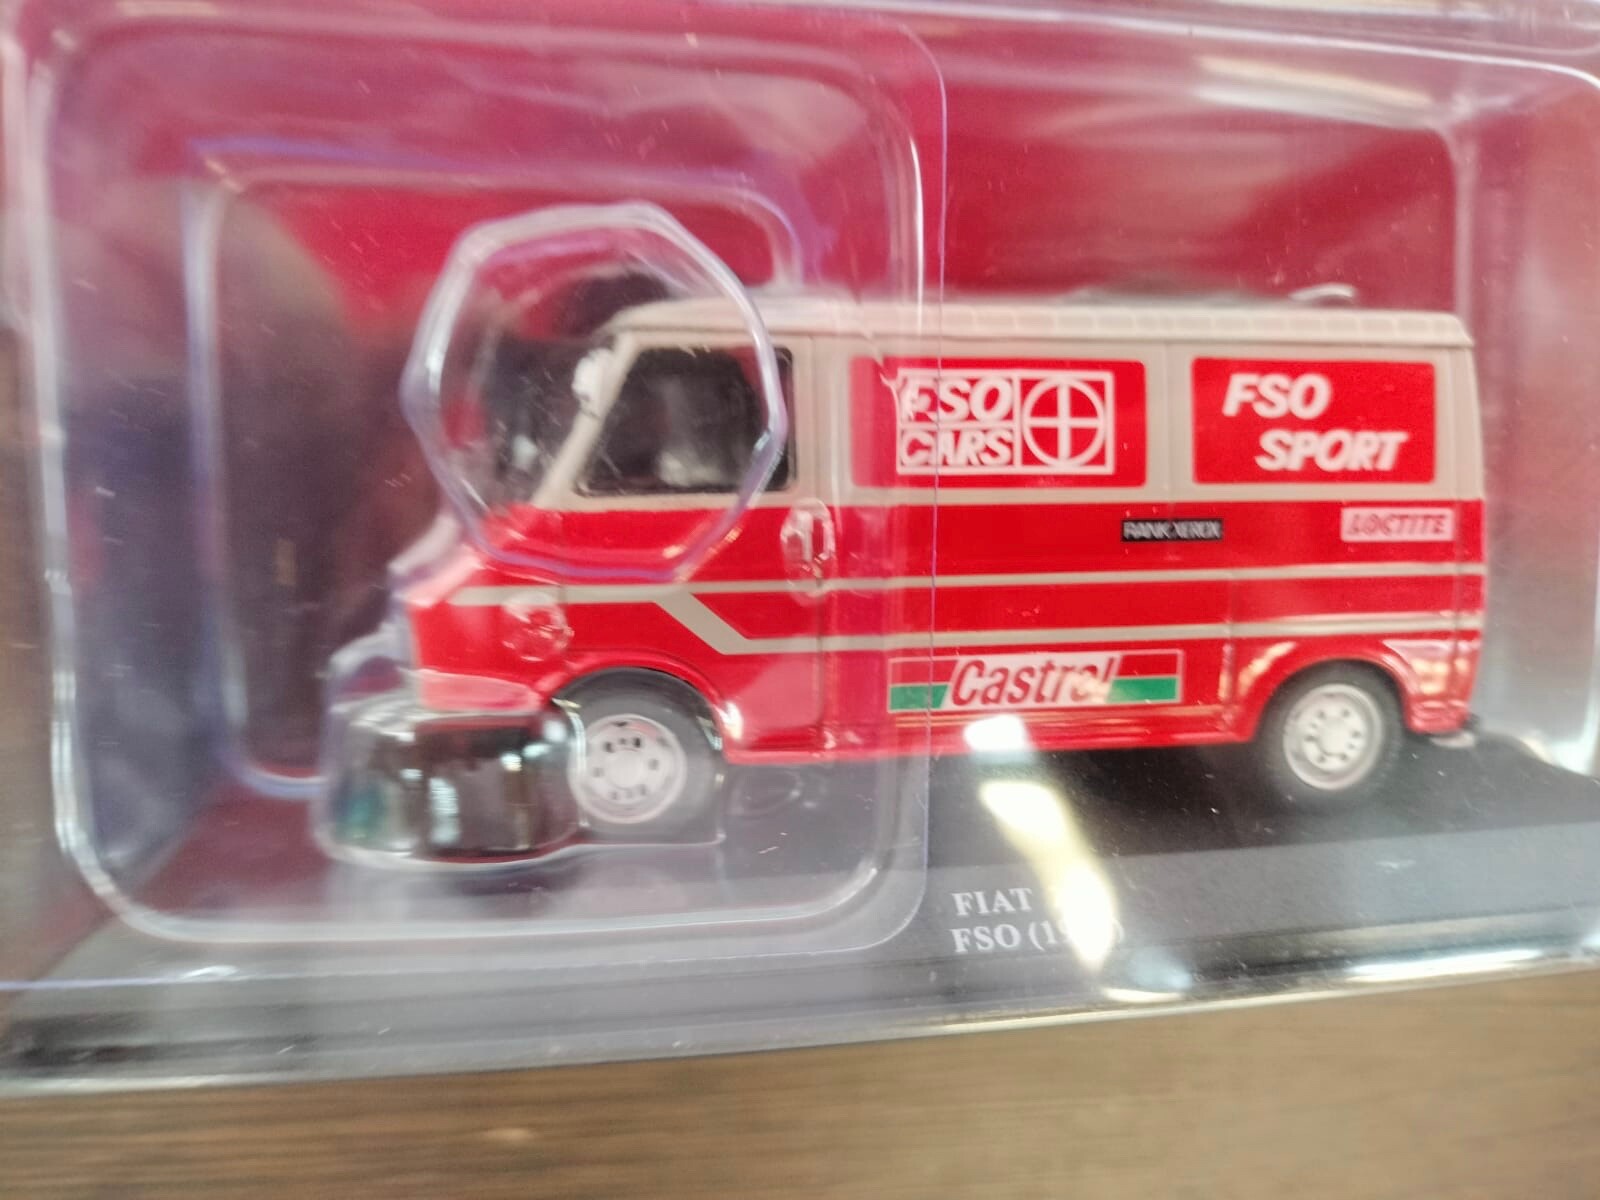 FSO
CARS
FSO
SPORT
RANK XEROX
LOCTITE
Castrol
FIAT
FSO